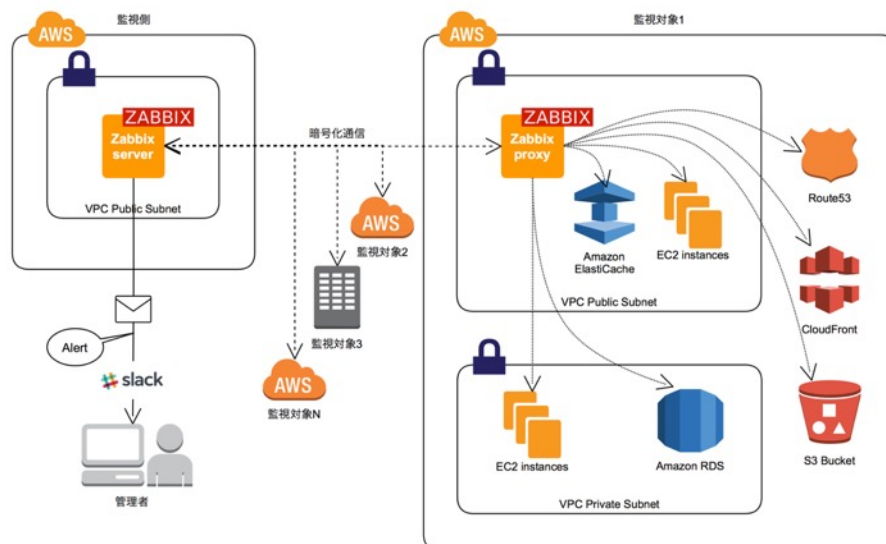 監視側
AWS
ZABBIX
Zabbix
server
VPC Public Subnet
Alert
slack
管理者
暗号化通信
AWS
監視対象2
監視対象3
AWS
監視対象N
監視対象1
AWS
ZABBIX
Zabbix
proxy
Amazon
ElastiCache
EC2 instances
VPC Public Subnet
EC2 instances
Amazon RDS
VPC Private Subnet
Route53
CloudFront
S3 Bucket